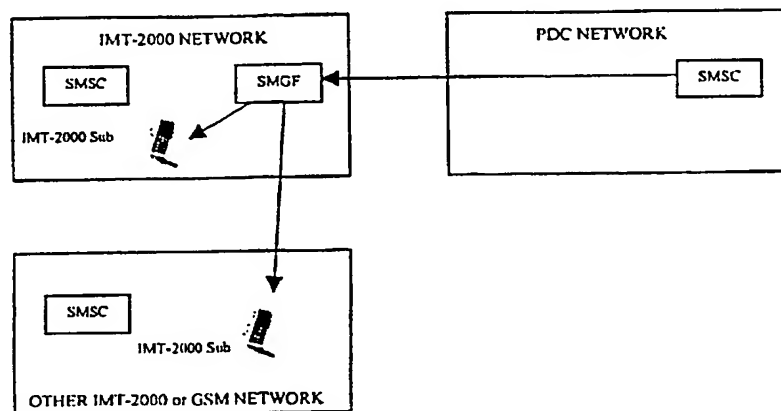 IMT-2000 NETWORK
SMSC
SMGF
IMT-2000 Sub
PDC NETWORK
SMSC
SMSC
IMT-2000 Sub
OTHER IMT-2000 or GSM NETWORK